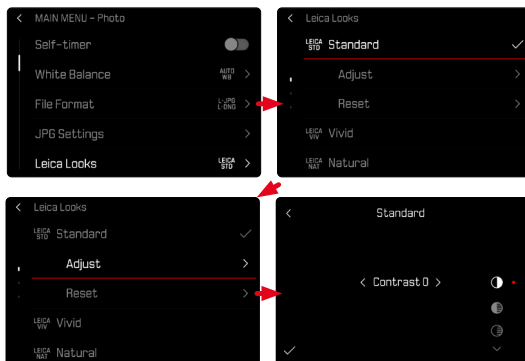 MAIN MENU - Photo
Self-timer
White Balance AUTO WB
File Format L-JPG L-DNG
JPG Settings
Leica Looks LEICA STD
Leica Looks
LEICA STD Standard
Adjust
Reset
LEICA VIV Vivid
LEICA NAT Natural
Leica Looks
LEICA STD Standard
Adjust
Reset
LEICA VIV Vivid
LEICA NAT Natural
Standard
Contrast 0